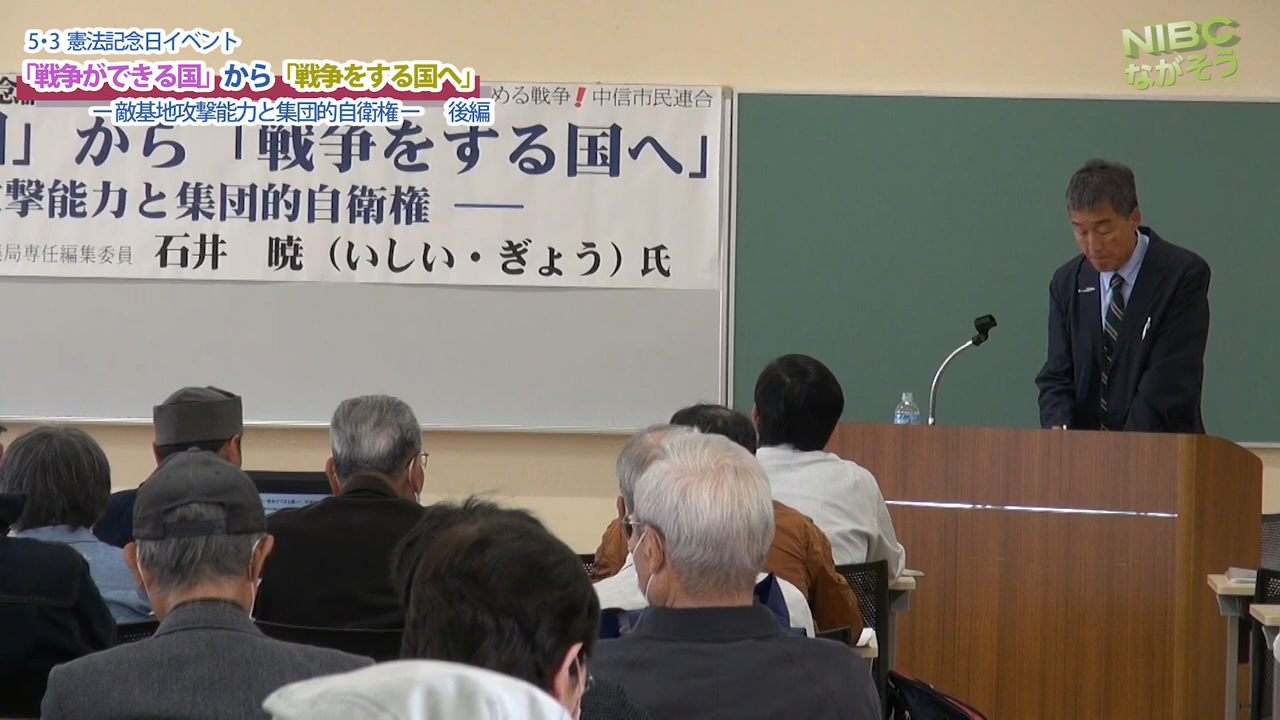 5・3 憲法記念日イベント
「戦争ができる国」から「戦争をする国へ」
ー敵基地攻撃能力と集団的自衛権ー 後編
NIBC
ながそう
める戦争！中信市民連合
」から「戦争をする国へ」
撃能力と集団的自衛権 ――
局専任編集委員 石井 暁（いしい・ぎょう）氏